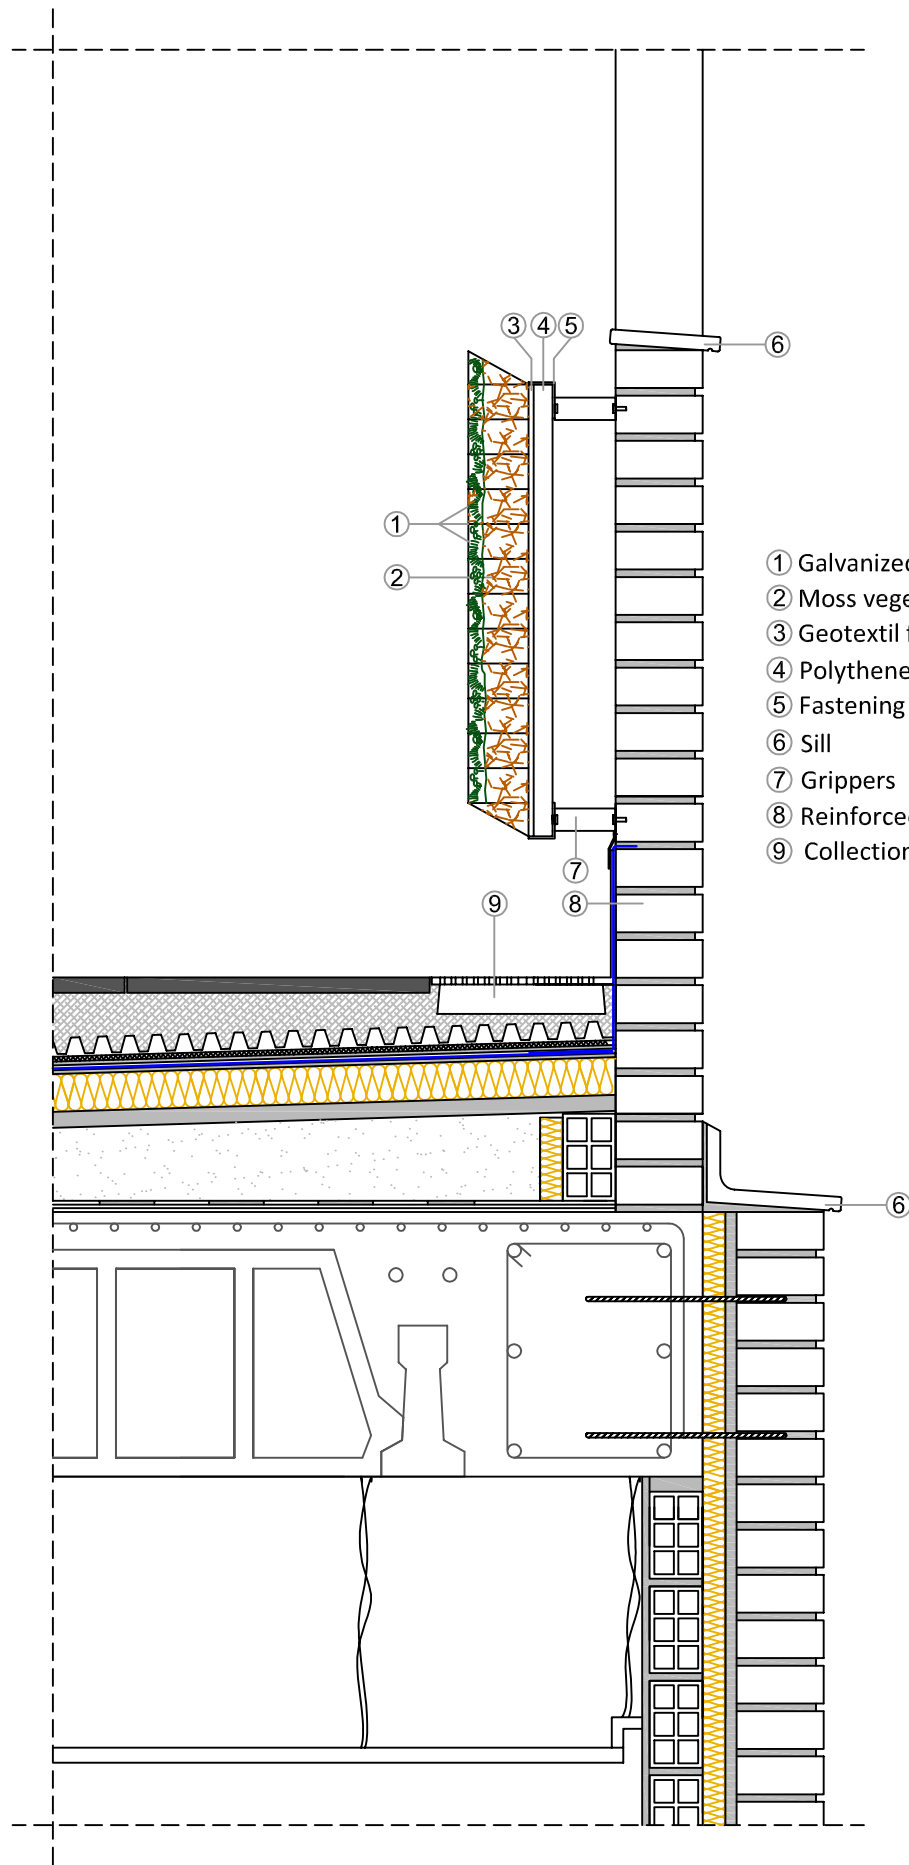 3 4 5
6
1
2
1 Galvanized
2 Moss vege
3 Geotextil
4 Polythene
5 Fastening
6 Sill
7 Grippers
8 Reinforced
9 Collection
7
9
8
6